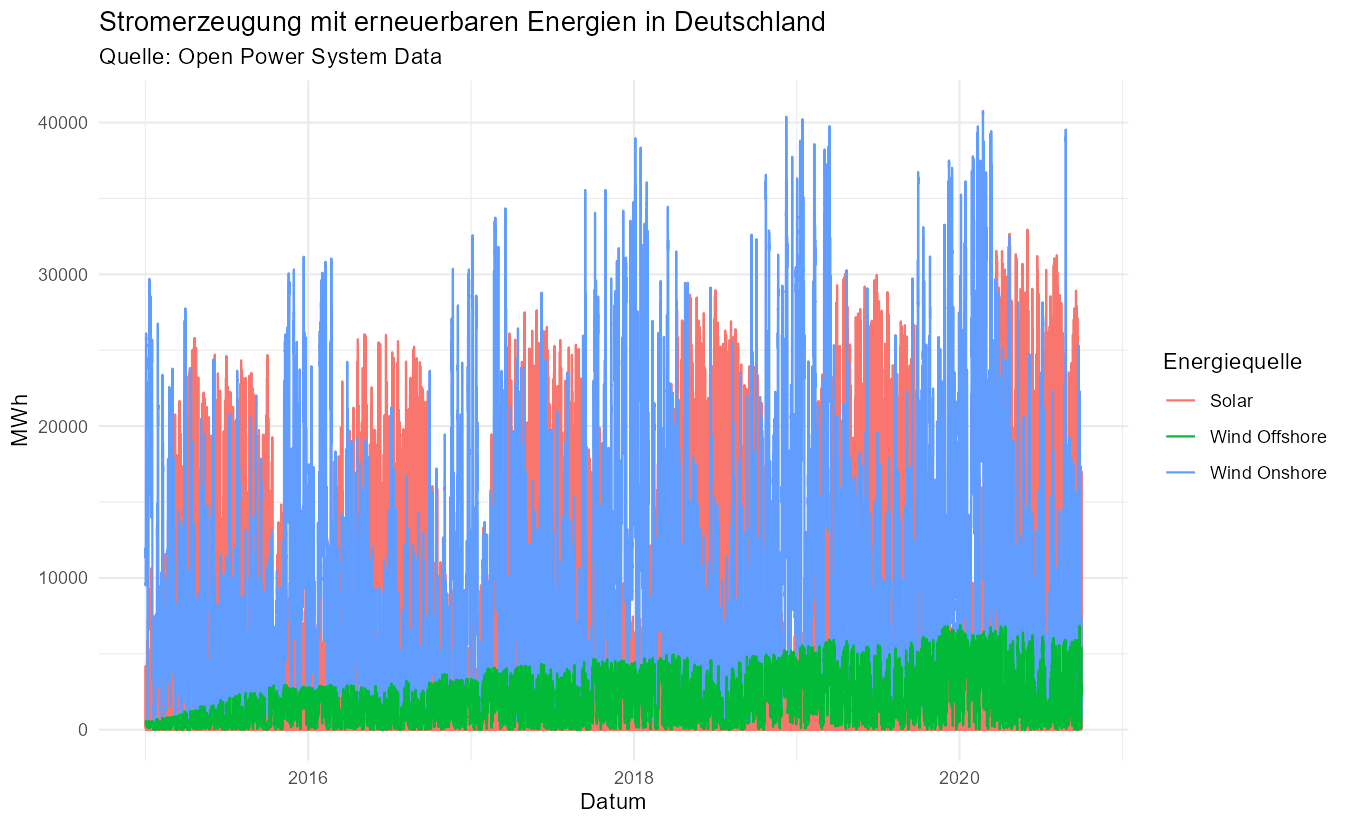 Stromerzeugung mit erneuerbaren Energien in Deutschland
Quelle: Open Power System Data
MWh
40000
30000
20000
10000
0
2016
2018
2020
Datum
Energiequelle
Solar
Wind Offshore
Wind Onshore